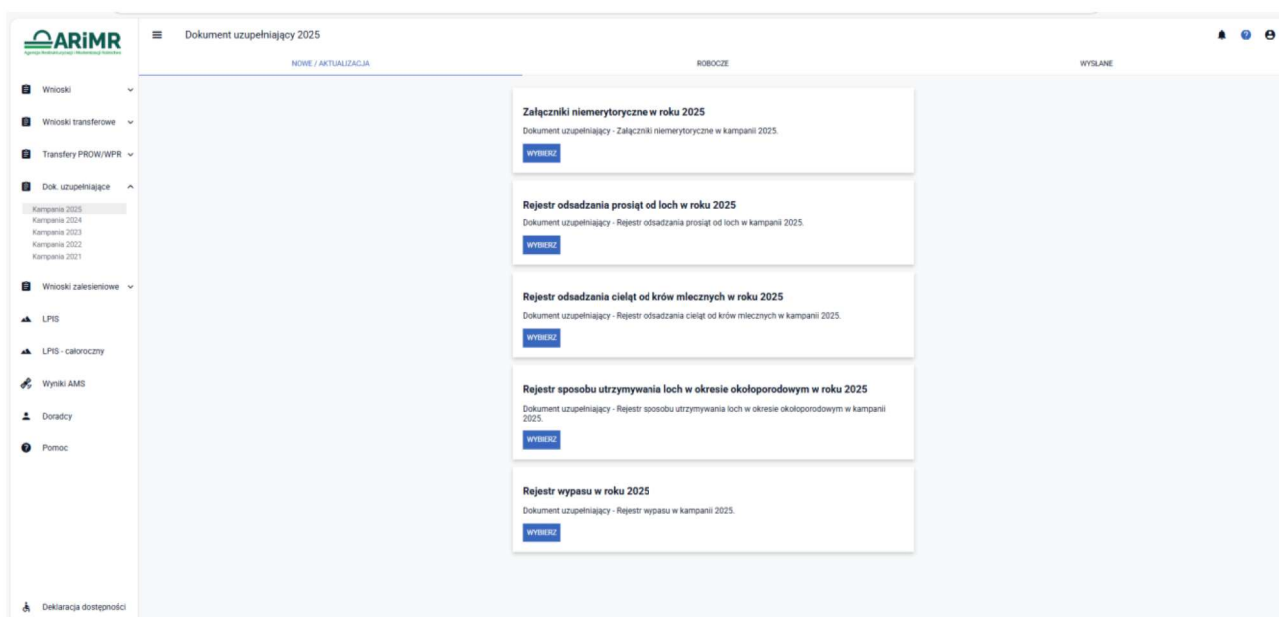 ARiMR
Agencja Restrukturyzacji i Modernizacji Rolnictwa
Dokument uzupełniający 2025
NOWE / AKTUALIZACJA
ROBOCZE
WYSŁANE
Wnioski
Wnioski transferowe
Transfery PROW/WPR
Dok. uzupełniające
Kampania 2025
Kampania 2024
Kampania 2023
Kampania 2022
Kampania 2021
Wnioski zalesieniowe
LPIS
LPIS - całoroczny
Wyniki AMS
Doradcy
Pomoc
Deklaracja dostępności
Załączniki niemerytoryczne w roku 2025
Dokument uzupełniający - Załączniki niemerytoryczne w kampanii 2025.
WYBIERZ
Rejestr odsadzania prosiąt od loch w roku 2025
Dokument uzupełniający - Rejestr odsadzania prosiąt od loch w kampanii 2025.
WYBIERZ
Rejestr odsadzania cieląt od krów mlecznych w roku 2025
Dokument uzupełniający - Rejestr odsadzania cieląt od krów mlecznych w kampanii 2025.
WYBIERZ
Rejestr sposobu utrzymywania loch w okresie okołoporodowym w roku 2025
Dokument uzupełniający - Rejestr sposobu utrzymywania loch w okresie okołoporodowym w kampanii
2025.
WYBIERZ
Rejestr wypasu w roku 2025
Dokument uzupełniający - Rejestr wypasu w kampanii 2025.
WYBIERZ